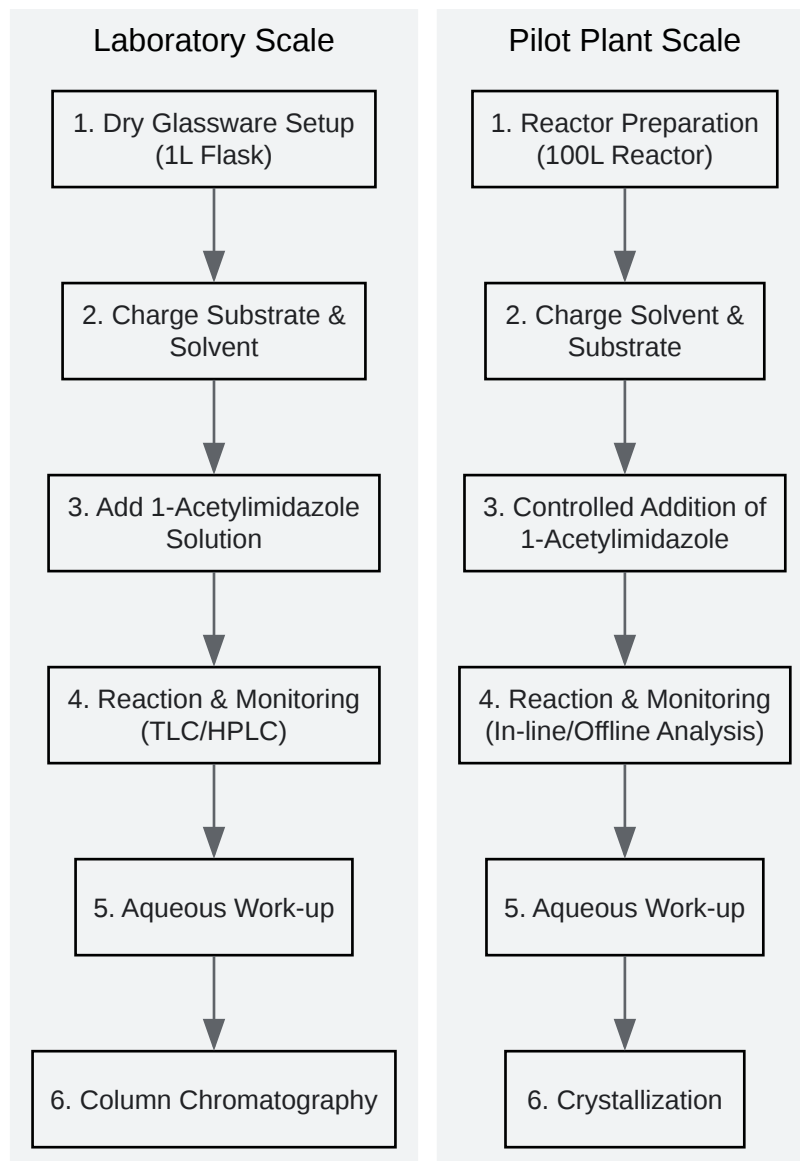 Laboratory Scale
1. Dry Glassware Setup
(1L Flask)
2. Charge Substrate &
Solvent
3. Add 1-Acetylimidazole
Solution
4. Reaction & Monitoring
(TLC/HPLC)
5. Aqueous Work-up
6. Column Chromatography
Pilot Plant Scale
1. Reactor Preparation
(100L Reactor)
2. Charge Solvent &
Substrate
3. Controlled Addition of
1-Acetylimidazole
4. Reaction & Monitoring
(In-line/Offline Analysis)
5. Aqueous Work-up
6. Crystallization